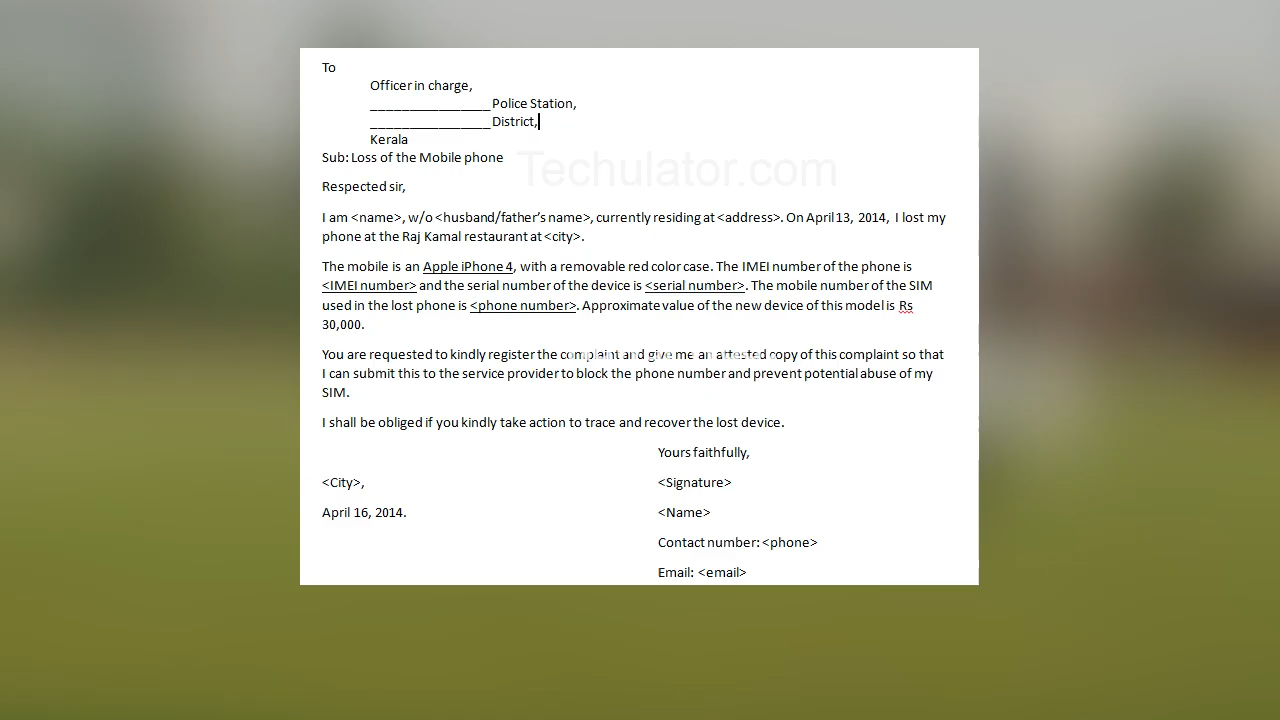 To
Officer in charge,
________________ Police Station,
________________ District,
Kerala
Sub: Loss of the Mobile phone
Techulator.com
Respected sir,
I am <name>, w/o <husband/father's name>, currently residing at <address>. On April 13, 2014, I lost my
phone at the Raj Kamal restaurant at <city>.
The mobile is an Apple iPhone 4, with a removable red color case. The IMEI number of the phone is
<IMEI number> and the serial number of the device is <serial number>. The mobile number of the SIM
used in the lost phone is <phone number>. Approximate value of the new device of this model is Rs
30,000.
You are requested to kindly register the complaint and give me an attested copy of this complaint so that
I can submit this to the service provider to block the phone number and prevent potential abuse of my
SIM.
I shall be obliged if you kindly take action to trace and recover the lost device.
Yours faithfully,
<City>, <Signature>
April 16, 2014. <Name>
Contact number: <phone>
Email: <email>